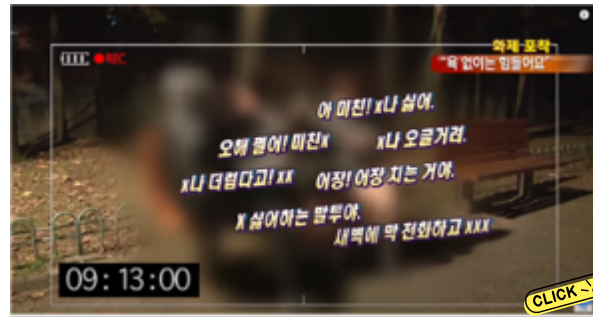 REC
화제 포착
"욕 없이는 힘들어요"
아 미친! x나 싫어.
오해 쩔어! 미친x
x나 오글거려.
x나 더럽다고! xx
어장! 어장 치는 거야.
X 싫어하는 말투야.
새벽에 막 전화하고 xxx
09:13:00
CLICK